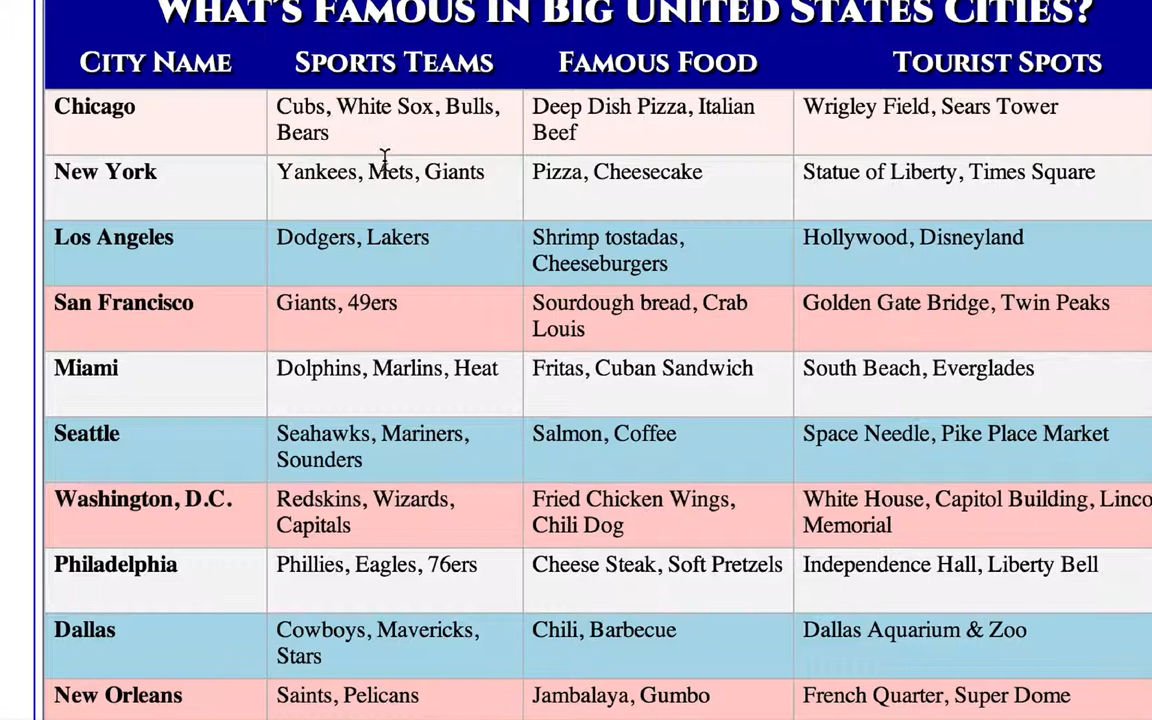 WHAT'S FAMOUS IN BIG UNITED STATES CITIES?
CITY NAME SPORTS TEAMS FAMOUS FOOD TOURIST SPOTS
Chicago Cubs, White Sox, Bulls, Deep Dish Pizza, Italian Wrigley Field, Sears Tower
Bears Beef
New York Yankees, Mets, Giants Pizza, Cheesecake Statue of Liberty, Times Square
Los Angeles Dodgers, Lakers Shrimp tostadas, Hollywood, Disneyland
Cheeseburgers
San Francisco Giants, 49ers Sourdough bread, Crab Golden Gate Bridge, Twin Peaks
Louis
Miami Dolphins, Marlins, Heat Fritas, Cuban Sandwich South Beach, Everglades
Seattle Seahawks, Mariners, Salmon, Coffee Space Needle, Pike Place Market
Sounders
Washington, D.C. Redskins, Wizards, Fried Chicken Wings, White House, Capitol Building, Linco
Capitals Chili Dog Memorial
Philadelphia Phillies, Eagles, 76ers Cheese Steak, Soft Pretzels Independence Hall, Liberty Bell
Dallas Cowboys, Mavericks, Chili, Barbecue Dallas Aquarium & Zoo
Stars
New Orleans Saints, Pelicans Jambalaya, Gumbo French Quarter, Super Dome